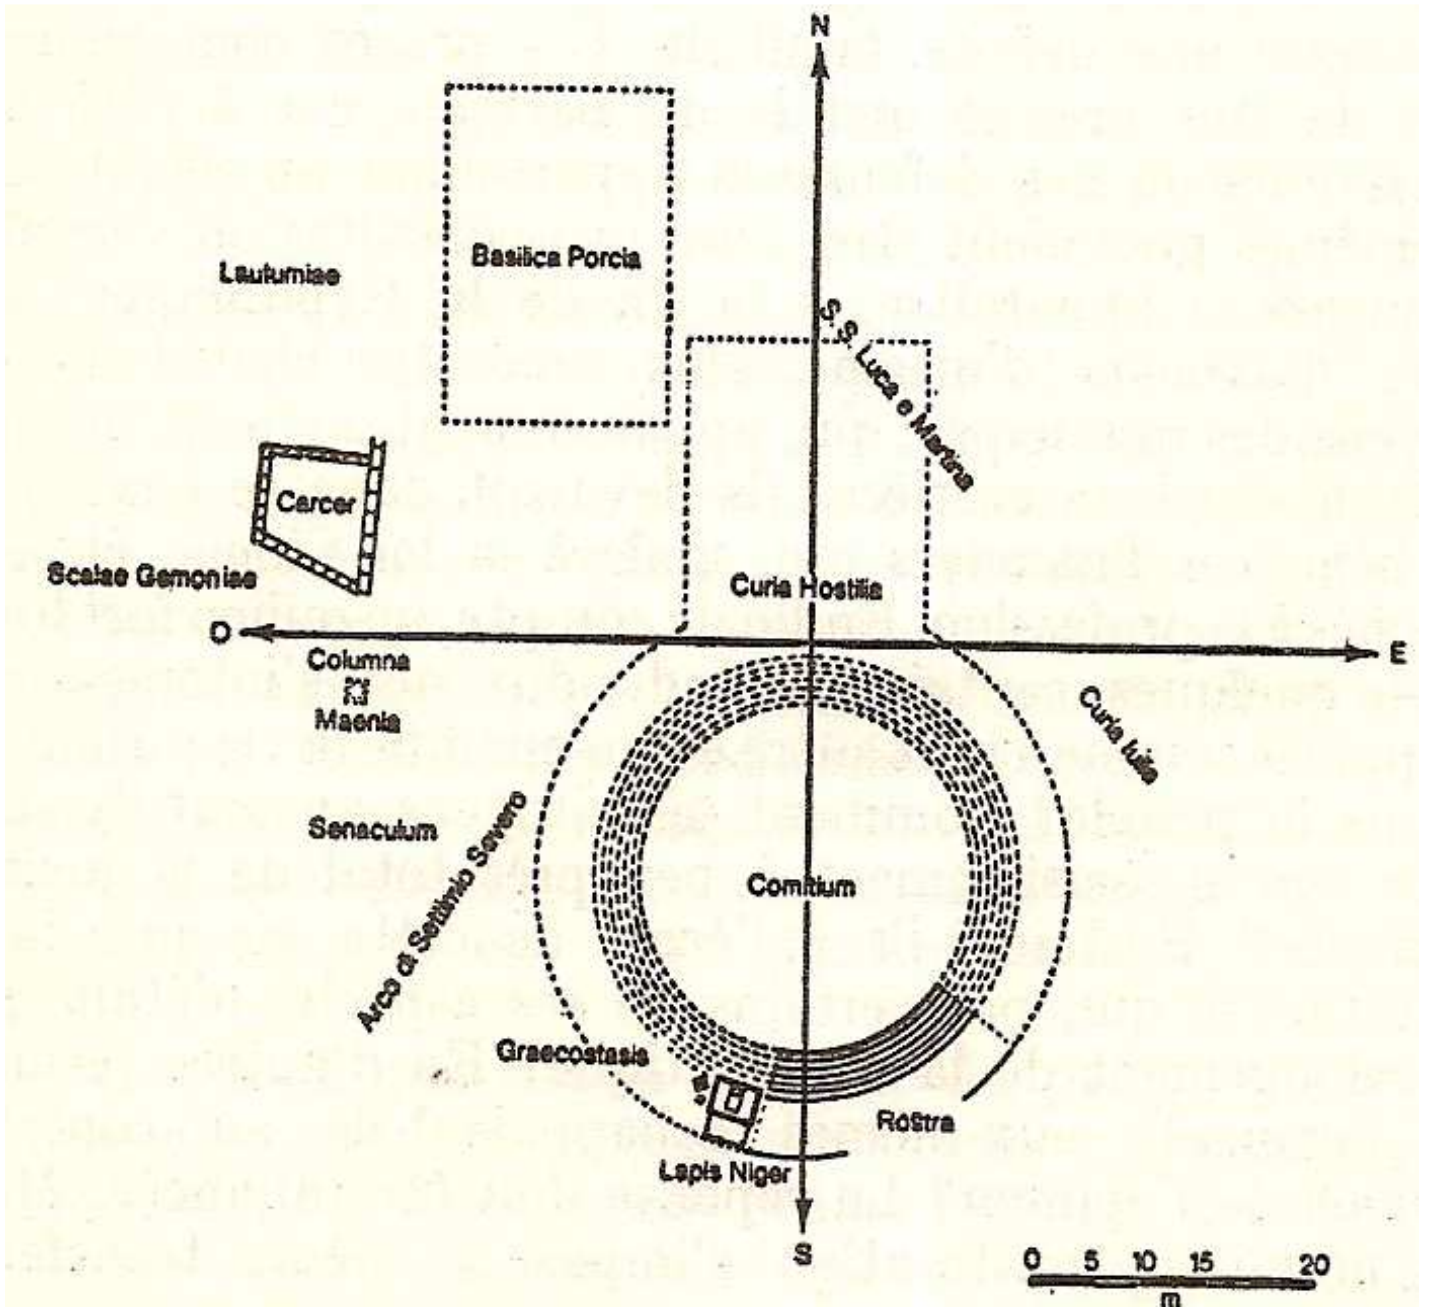 N
Basilica Porcia
Lautumiae
S. S. Luca e Martina
Carcer
Scalae Gemoniae
Curia Hostilia
O
E
Columna
Maenia
Curia Iulia
Senaculum
Arco di Settimio Severo
Comitium
Graecostasis
Rostra
Lapis Niger
S
0 5 10 15 20
m